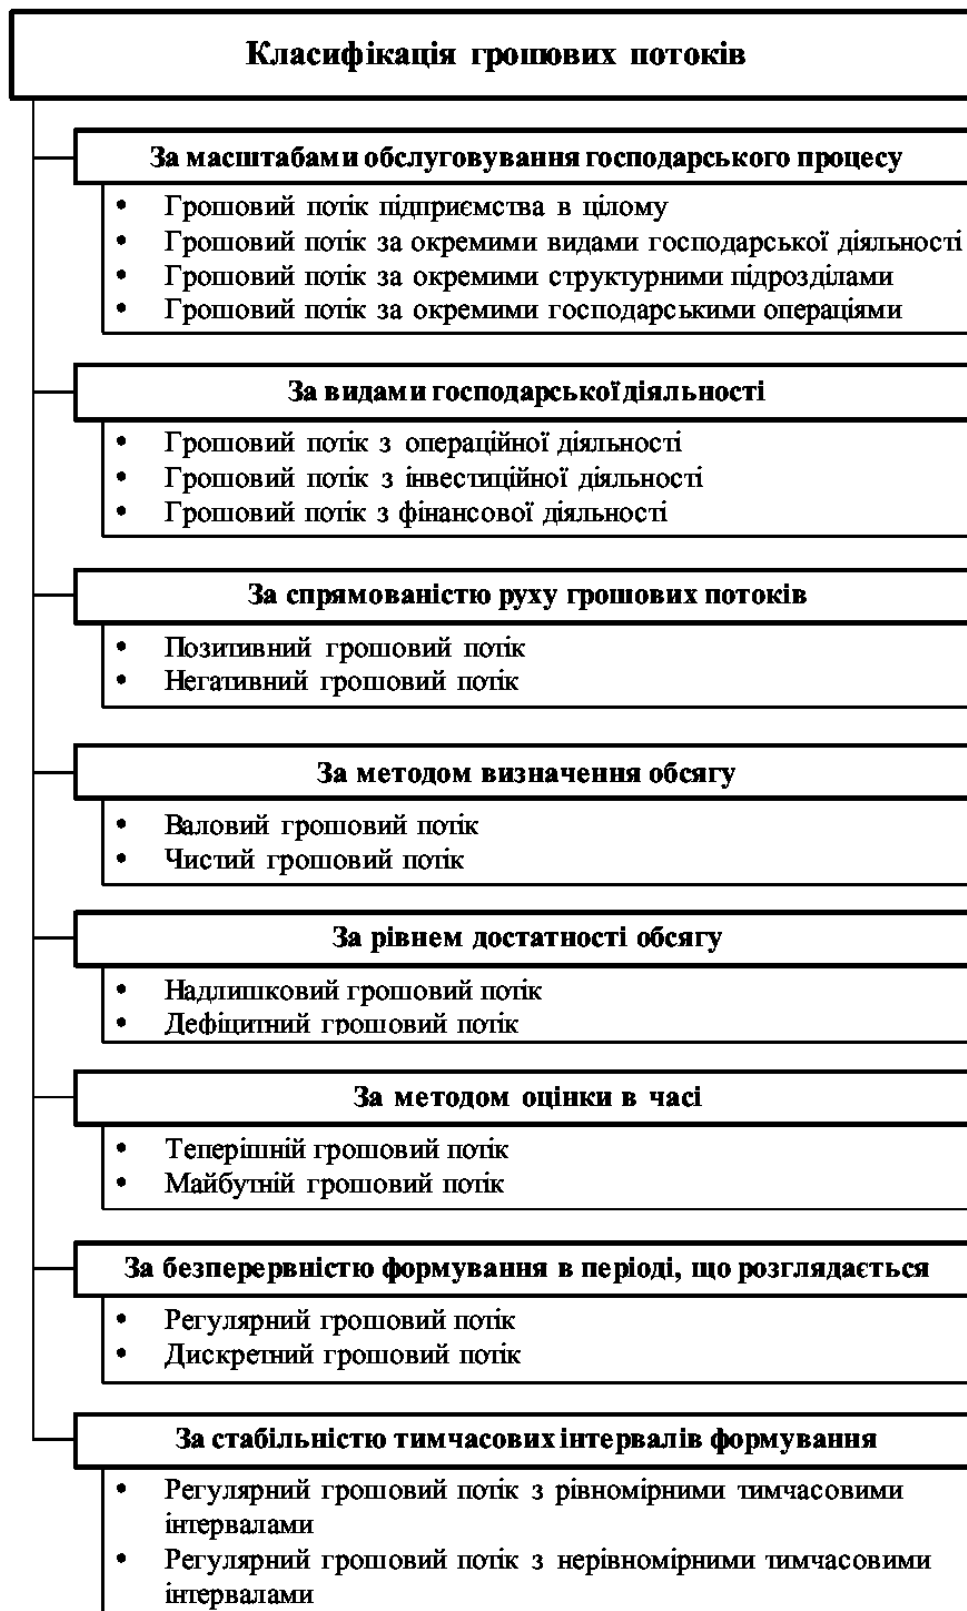 Класифікація грошових потоків
За масштабами обслуговування господарського процесу
• Грошовий потік підприємства в цілому
• Грошовий потік за окремими видами господарської діяльності
• Грошовий потік за окремими структурними підрозділами
• Грошовий потік за окремими господарськими операціями
За видами господарської діяльності
• Грошовий потік з операційної діяльності
• Грошовий потік з інвестиційної діяльності
• Грошовий потік з фінансової діяльності
За спрямованістю руху грошових потоків
• Позитивний грошовий потік
• Негативний грошовий потік
За методом визначення обсягу
• Валовий грошовий потік
• Чистий грошовий потік
За рівнем достатності обсягу
• Надлишковий грошовий потік
• Дефіцитний грошовий потік
За методом оцінки в часі
• Теперішній грошовий потік
• Майбутній грошовий потік
За безперервністю формування в періоді, що розглядається
• Регулярний грошовий потік
• Дискретний грошовий потік
За стабільністю тимчасових інтервалів формування
• Регулярний грошовий потік з рівномірними тимчасовими
інтервалами
• Регулярний грошовий потік з нерівномірними тимчасовими
інтервалами